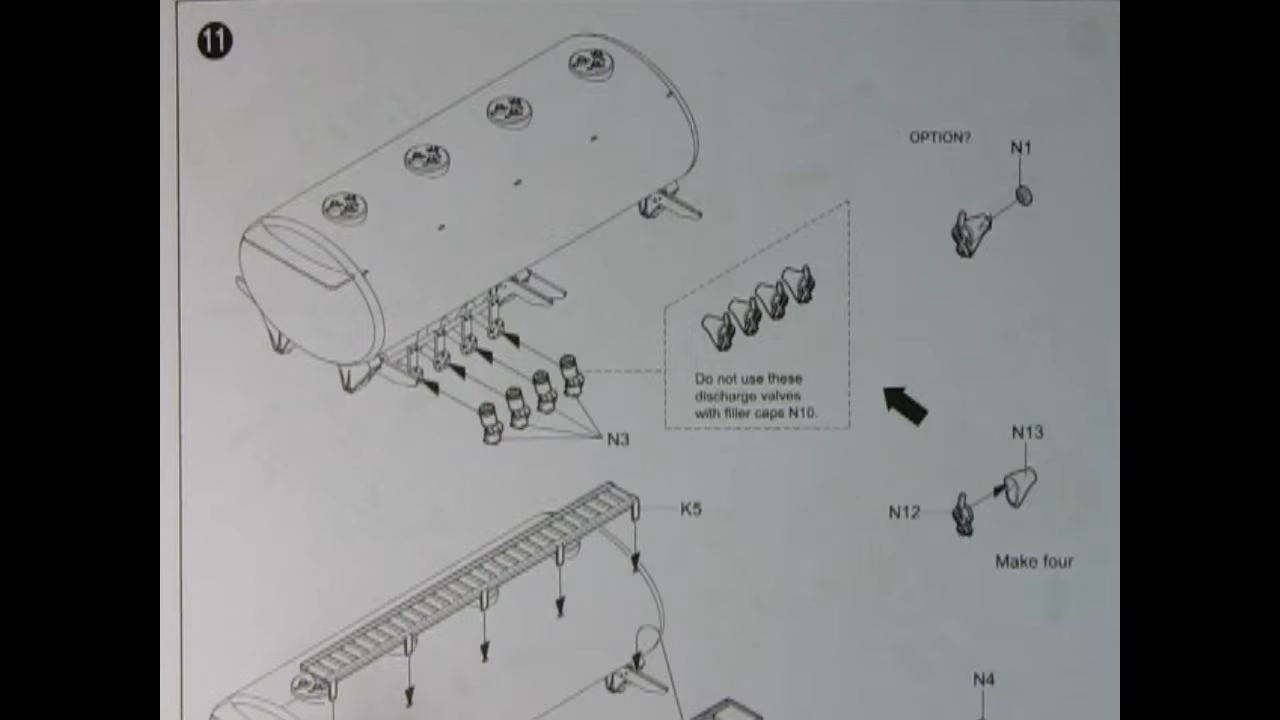 11
OPTION?
N1
Do not use these
discharge valves
with filler caps N10.
N3
N13
N12
Make four
K5
N4